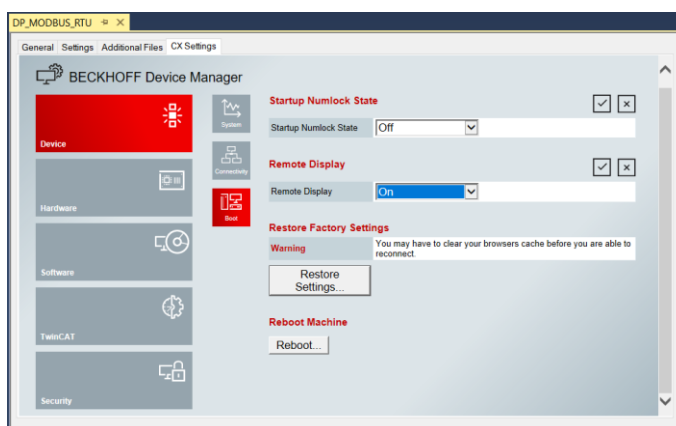 DP_MODBUS_RTU
General Settings Additional Files CX Settings
BECKHOFF Device Manager
Device
Hardware
Software
TwinCAT
Security
System
Connectivity
Boot
Startup Numlock State
Startup Numlock State Off
Remote Display
Remote Display On
Restore Factory Settings
Warning You may have to clear your browsers cache before you are able to
reconnect.
Restore
Settings...
Reboot Machine
Reboot...